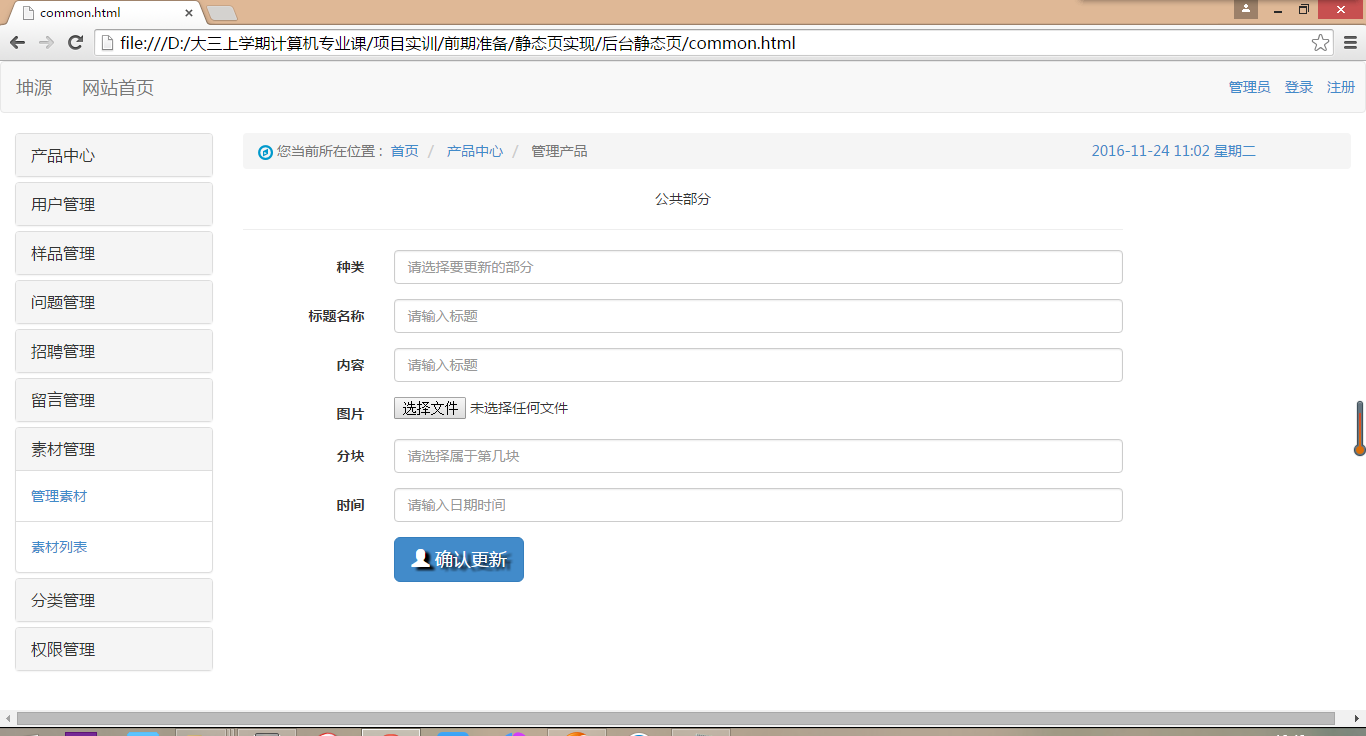 common.html
file:///D:/大三上学期计算机专业课/项目实训/前期准备/静态页实现/后台静态页/common.html
坤源 网站首页 管理员 登录 注册
产品中心
用户管理
样品管理
问题管理
招聘管理
留言管理
素材管理
管理素材
素材列表
分类管理
权限管理
您当前所在位置： 首页 / 产品中心 / 管理产品 2016-11-24 11:02 星期二
公共部分
种类 请选择要更新的部分
标题名称 请输入标题
内容 请输入标题
图片 选择文件 未选择任何文件
分块 请选择属于第几块
时间 请输入日期时间
确认更新